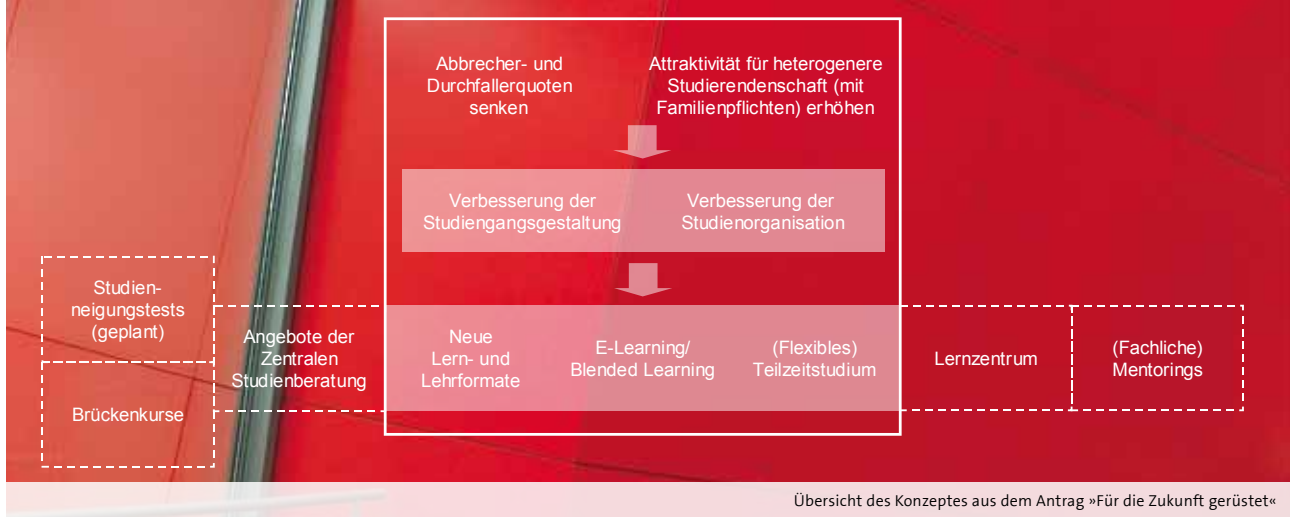 Abbrecher- und
Durchfallerquoten
senken
Attraktivität für heterogenere
Studierendenschaft (mit
Familienpflichten) erhöhen
Verbesserung der
Studiengangsgestaltung
Verbesserung der
Studienorganisation
Studien-
neigungstests
(geplant)
Brückenkurse
Angebote der
Zentralen
Studienberatung
Neue
Lern- und
Lehrformate
E-Learning/
Blended Learning
(Flexibles)
Teilzeitstudium
Lernzentrum
(Fachliche)
Mentorings
Übersicht des Konzeptes aus dem Antrag »Für die Zukunft gerüstet«